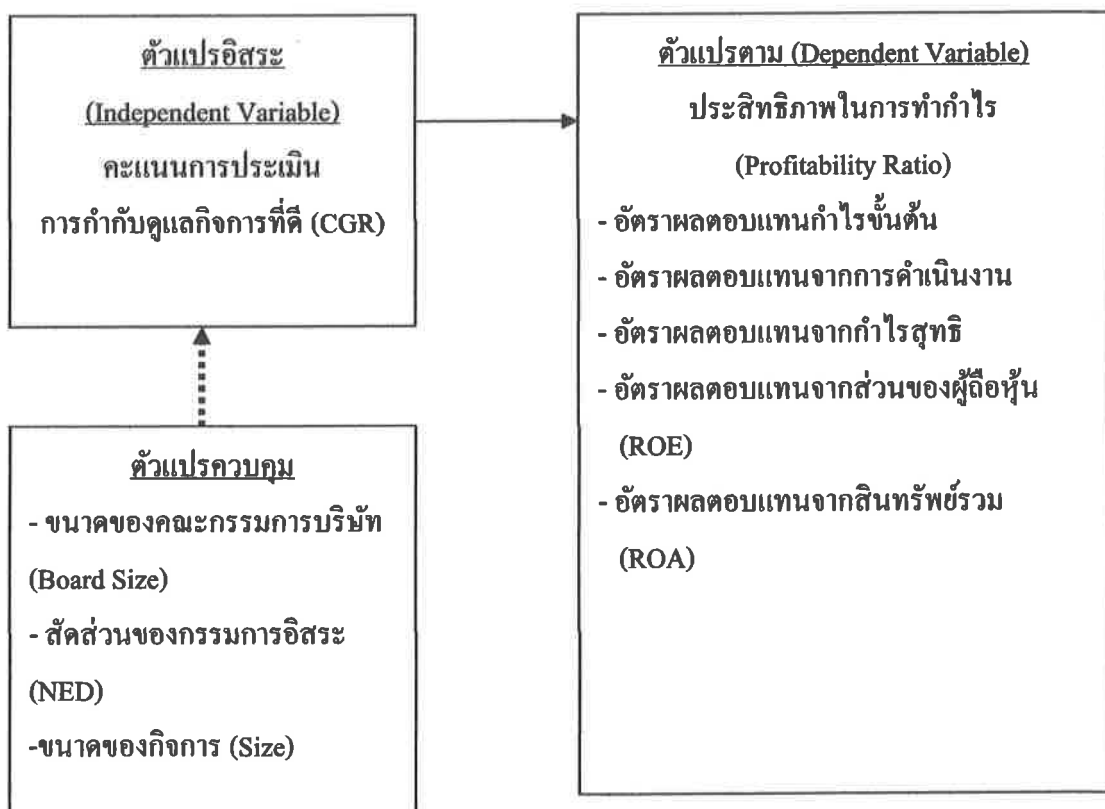 ตัวแปรอิสระ
(Independent Variable)
คะแนนการประเมิน
การกำกับดูแลกิจการที่ดี (CGR)
ตัวแปรควบคุม
- ขนาดของคณะกรรมการบริษัท
(Board Size)
- สัดส่วนของกรรมการอิสระ
(NED)
-ขนาดของกิจการ (Size)
ตัวแปรตาม (Dependent Variable)
ประสิทธิภาพในการทำกำไร
(Profitability Ratio)
- อัตราผลตอบแทนกำไรขั้นต้น
- อัตราผลตอบแทนจากการดำเนินงาน
- อัตราผลตอบแทนจากกำไรสุทธิ
- อัตราผลตอบแทนจากส่วนของผู้ถือหุ้น
(ROE)
- อัตราผลตอบแทนจากสินทรัพย์รวม
(ROA)